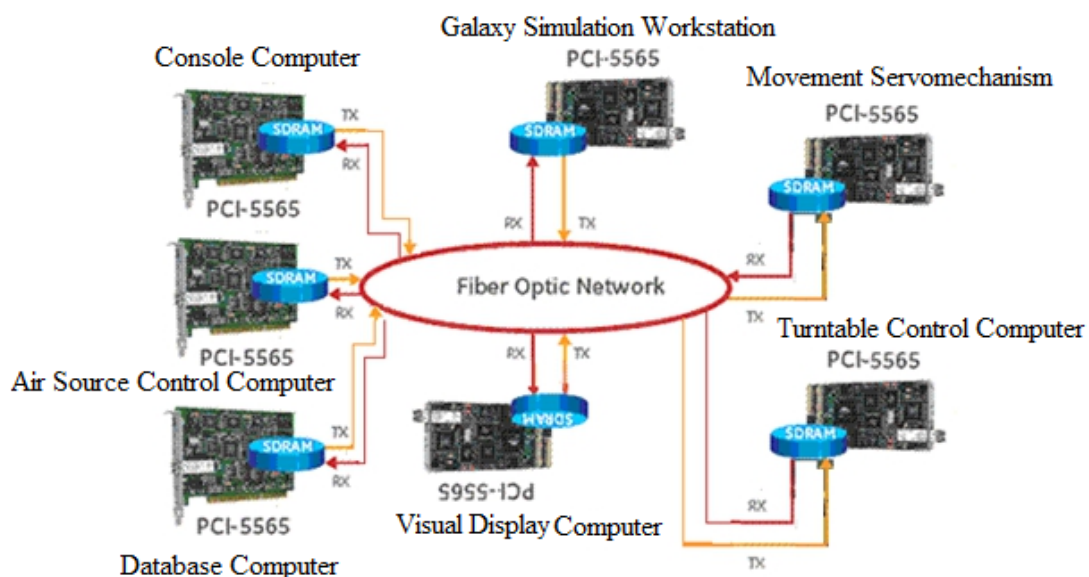 Galaxy Simulation Workstation
PCI-5565
SDRAM
RX
TX
Console Computer
SDRAM
TX
RX
PCI-5565
Movement Servomechanism
PCI-5565
SDRAM
RX
TX
Fiber Optic Network
SDRAM
TX
RX
PCI-5565
Air Source Control Computer
Turntable Control Computer
PCI-5565
SDRAM
RX
TX
SDRAM
TX
RX
PCI-5565
Database Computer
RX
TX
SDRAM
PCI-5565
Visual Display Computer